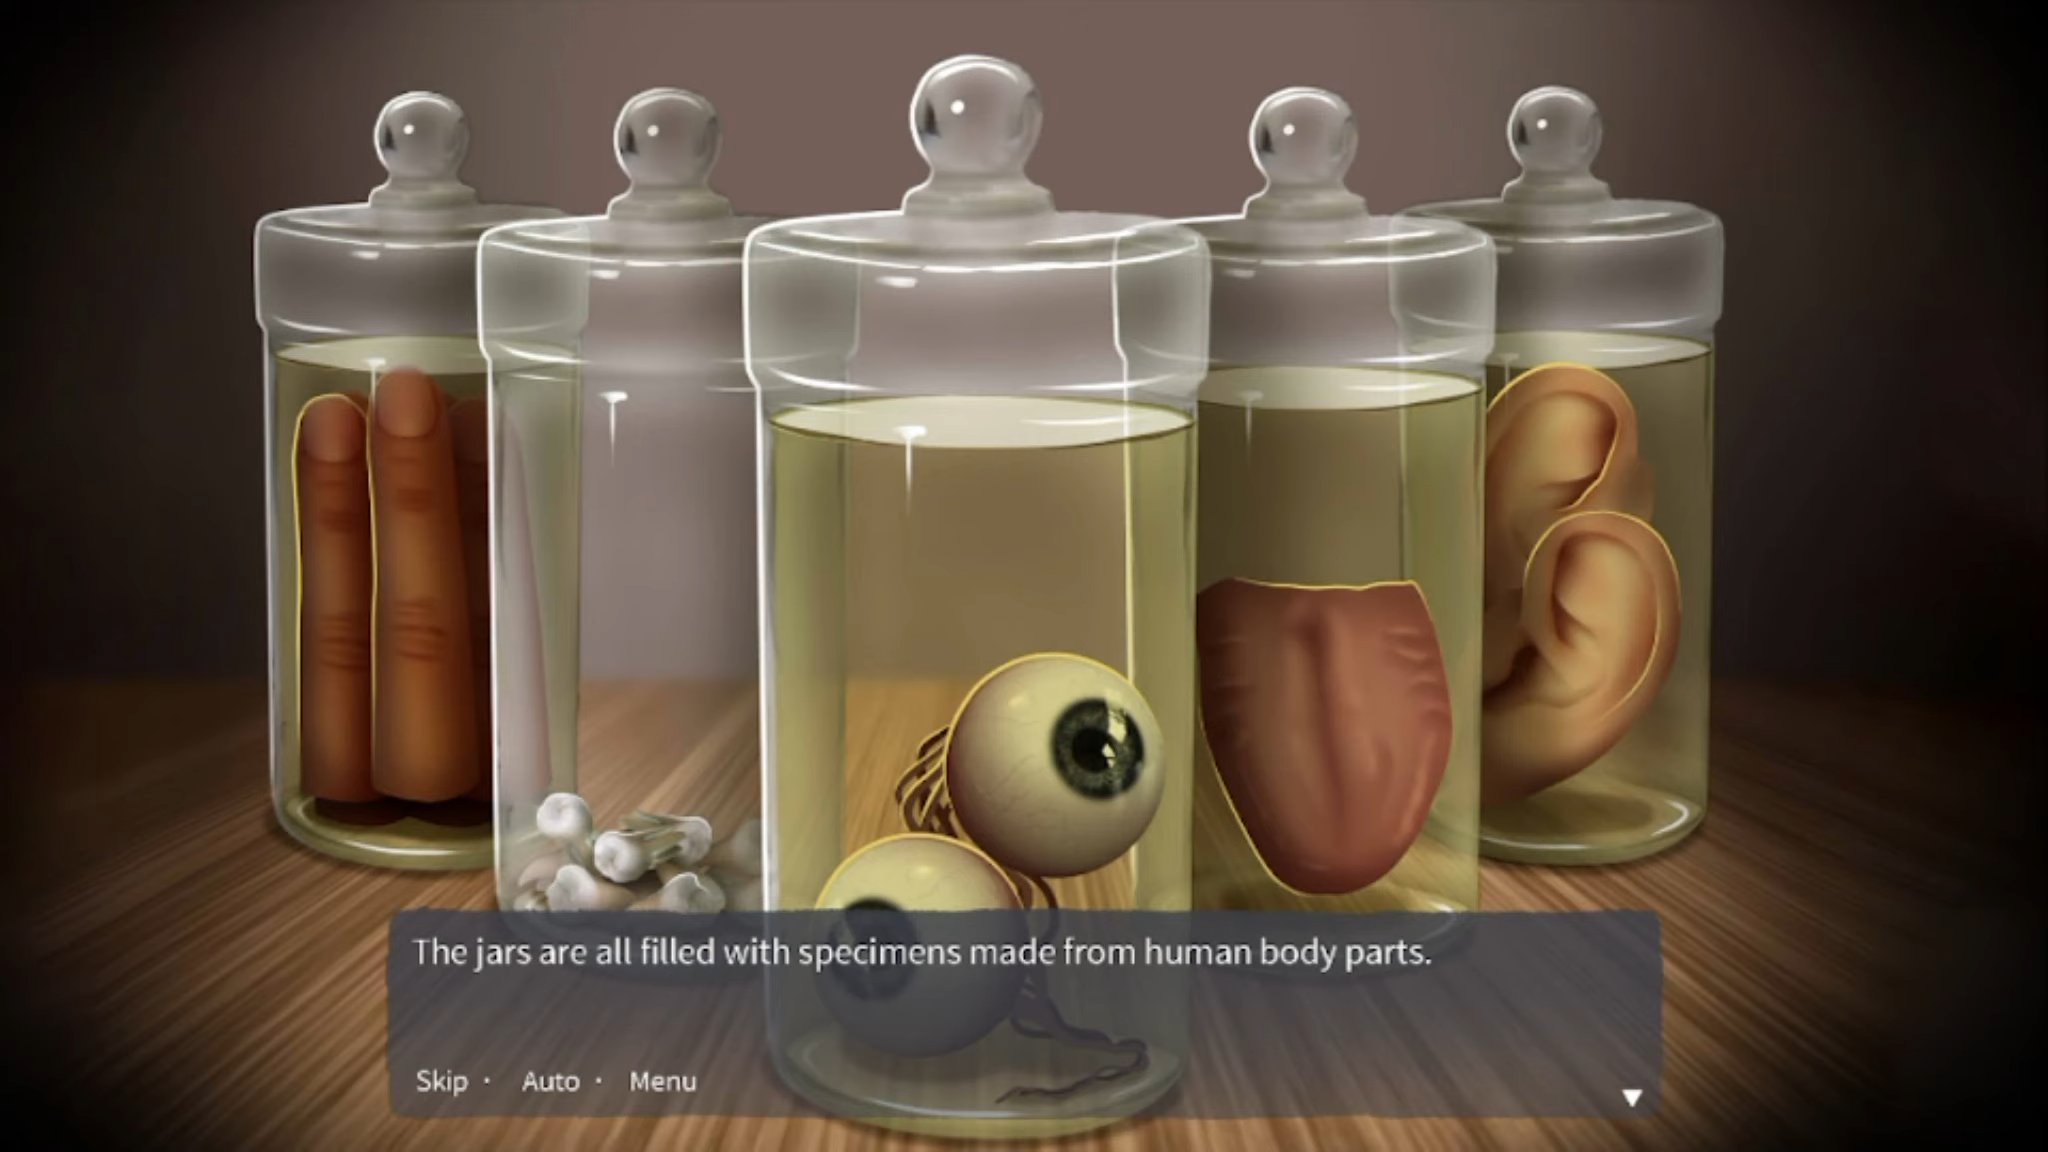 The jars are all filled with specimens made from human body parts.
Skip · Auto · Menu